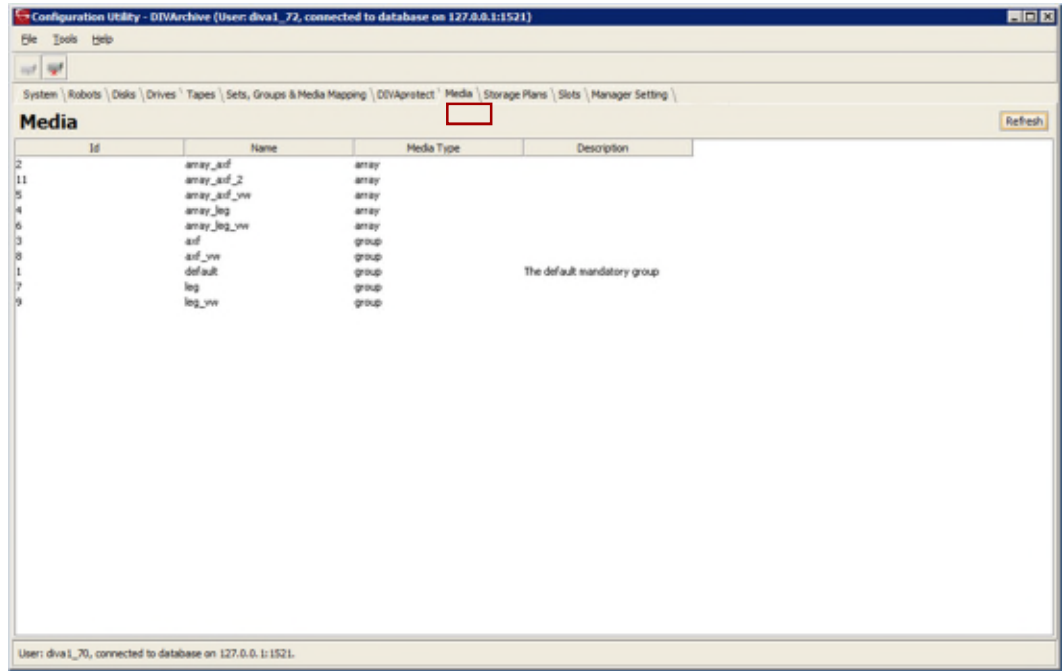 Configuration Utility - DIVArchive (User: diva1_72, connected to database on 127.0.0.1:1521)
File Tools Help
System \ Robots \ Disks \ Drives \ Tapes \ Sets, Groups & Media Mapping \ DIVAprotect \ Media \ Storage Plans \ Slots \ Manager Setting \
Media Refresh
Id Name Media Type Description
2 array_axf array
11 array_axf_2 array
5 array_axf_vw array
4 array_leg array
6 array_leg_vw array
3 axf group
8 axf_vw group
1 default group The default mandatory group
7 leg group
9 leg_vw group
User: diva1_70, connected to database on 127.0.0.1:1521.